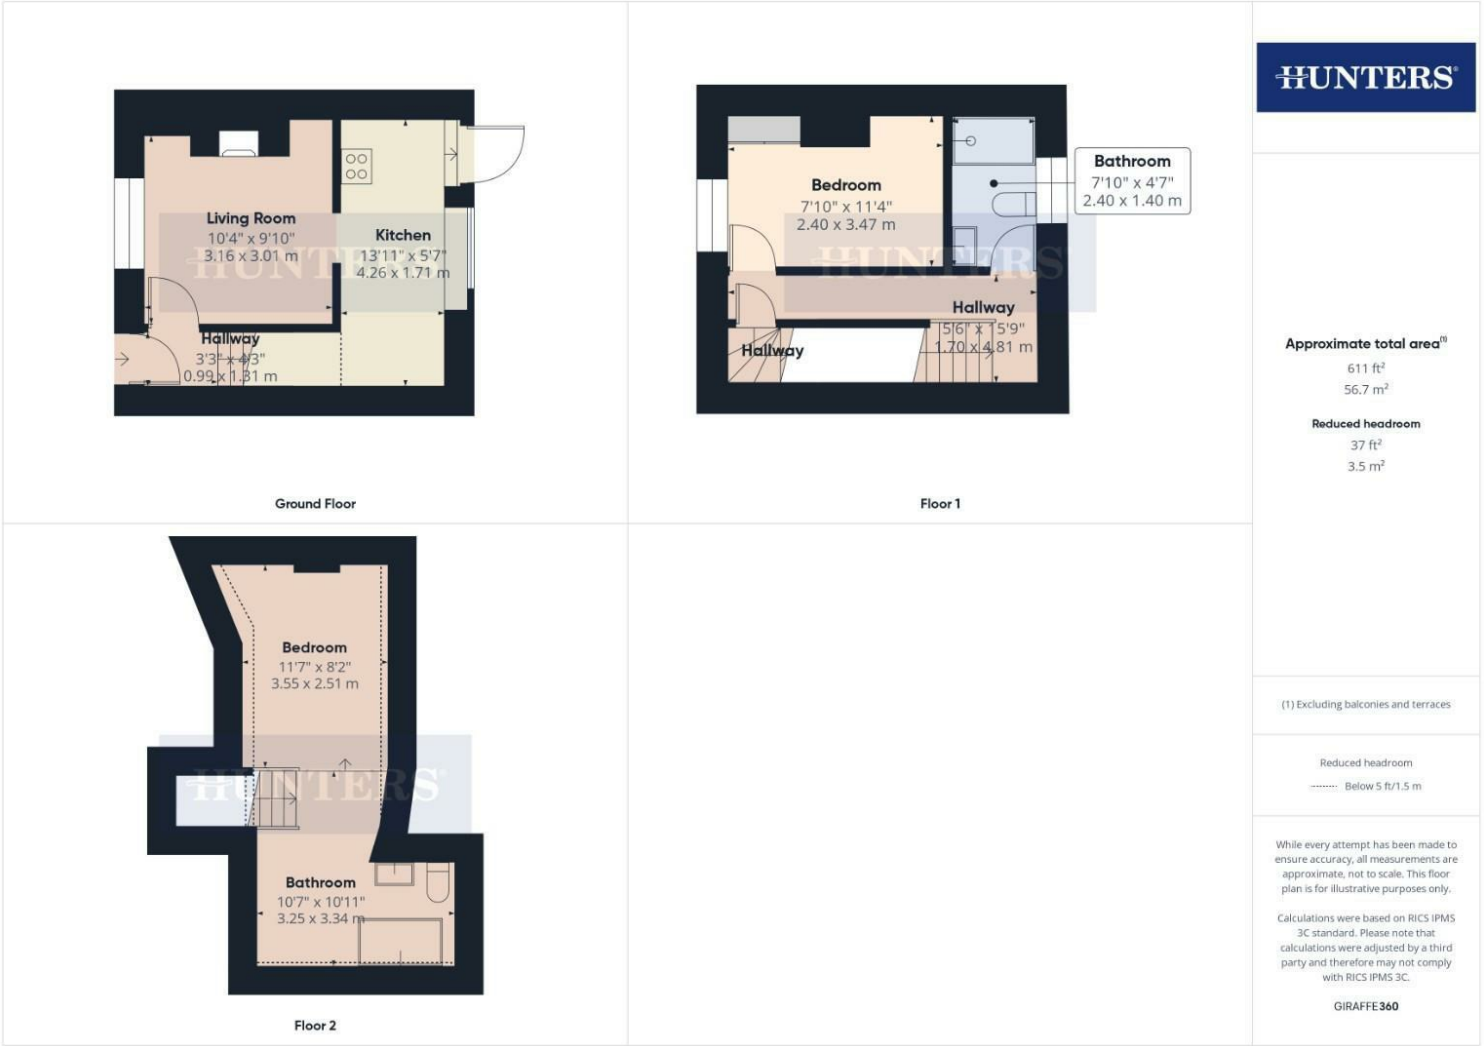 Living Room
10'4" x 9'10"
3.16 x 3.01 m
Kitchen
13'11" x 5'7"
4.26 x 1.71 m
Hallway
3'3" x 4'3"
0.99 x 1.31 m
HUNTERS
Ground Floor
Bedroom
7'10" x 11'4"
2.40 x 3.47 m
Bathroom
7'10" x 4'7"
2.40 x 1.40 m
HUNTERS
Hallway
5'6" x 15'9"
1.70 x 4.81 m
Hallway
Floor 1
Bedroom
11'7" x 8'2"
3.55 x 2.51 m
HUNTERS®
Bathroom
10'7" x 10'11"
3.25 x 3.34 m
Floor 2
HUNTERS®
Approximate total area(1)
611 ft²
56.7 m²
Reduced headroom
37 ft²
3.5 m²
(1) Excluding balconies and terraces
Reduced headroom
Below 5 ft/1.5 m
While every attempt has been made to
ensure accuracy, all measurements are
approximate, not to scale. This floor
plan is for illustrative purposes only.
Calculations were based on RICS IPMS
3C standard. Please note that
calculations were adjusted by a third
party and therefore may not comply
with RICS IPMS 3C.
GIRAFFE360